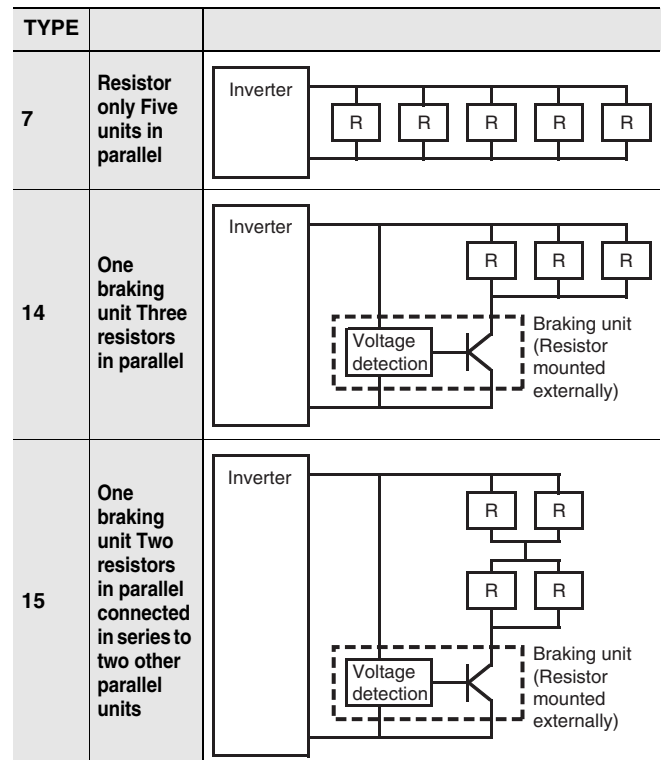 TYPE
7
Resistor
only Five
units in
parallel
Inverter
R R R R R
14
One
braking
unit Three
resistors
in parallel
Inverter
R R R
Voltage
detection
Braking unit
(Resistor
mounted
externally)
15
One
braking
unit Two
resistors
in parallel
connected
in series to
two other
parallel
units
Inverter
R R
R R
Voltage
detection
Braking unit
(Resistor
mounted
externally)